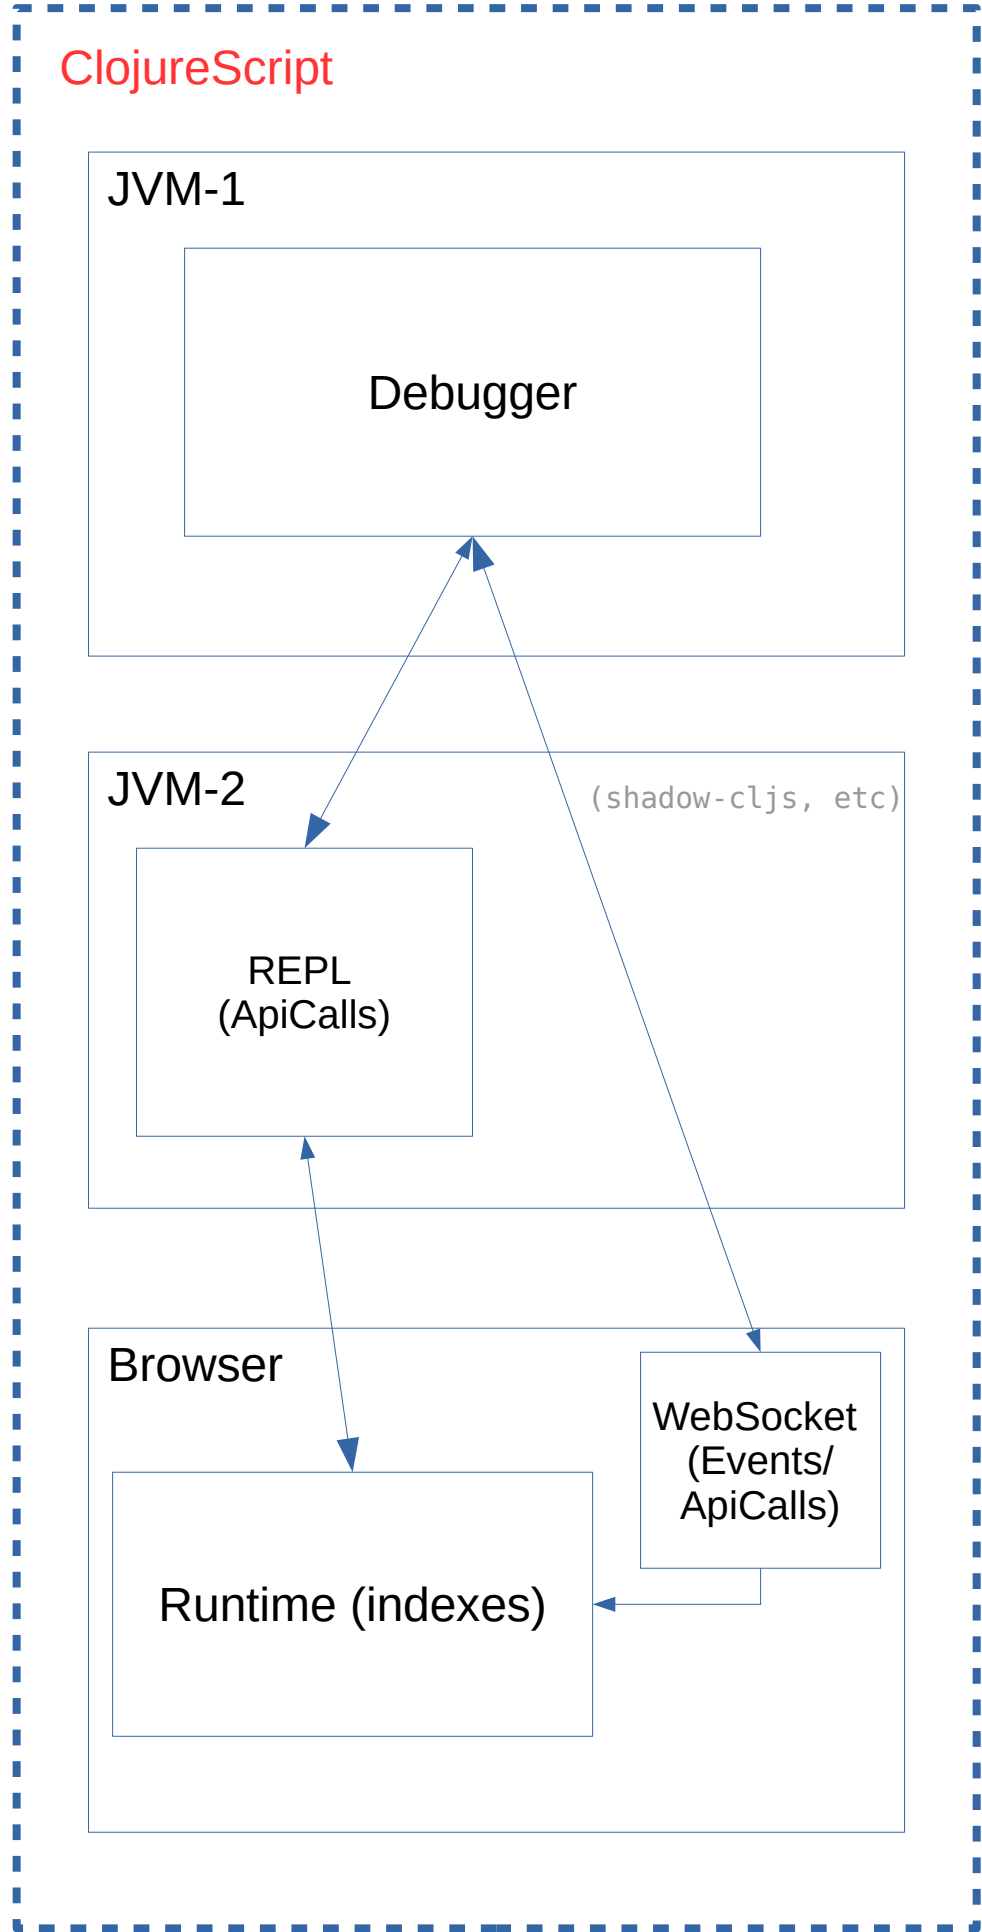 ClojureScript
JVM-1
Debugger
JVM-2
(shadow-cljs, etc)
REPL
(ApiCalls)
Browser
WebSocket
(Events/
ApiCalls)
Runtime (indexes)